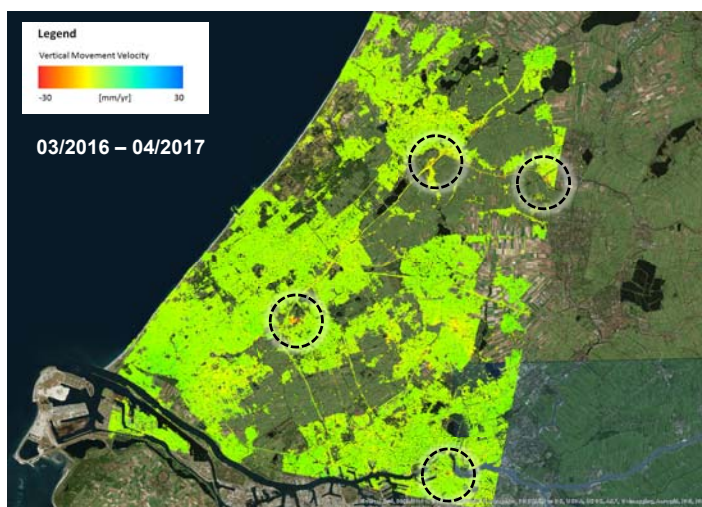 Legend
Vertical Movement Velocity
-30 [mm/yr] 30
03/2016 – 04/2017